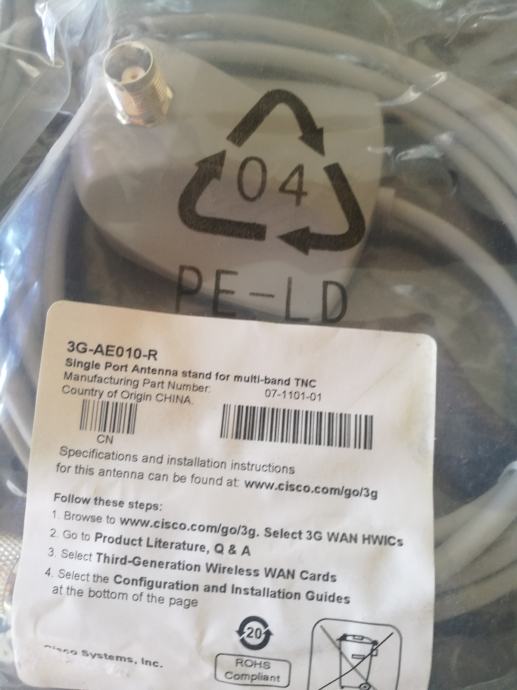 04
PE-LD
3G-AE010-R
Single Port Antenna stand for multi-band TNC
Manufacturing Part Number: 07-1101-01
Country of Origin CHINA.
CN
Specifications and installation instructions
for this antenna can be found at: www.cisco.com/go/3g
Follow these steps:
1. Browse to www.cisco.com/go/3g. Select 3G WAN HWICs
2. Go to Product Literature, Q & A
3. Select Third-Generation Wireless WAN Cards
4. Select the Configuration and Installation Guides
at the bottom of the page
20
Cisco Systems, Inc.
ROHS
Compliant